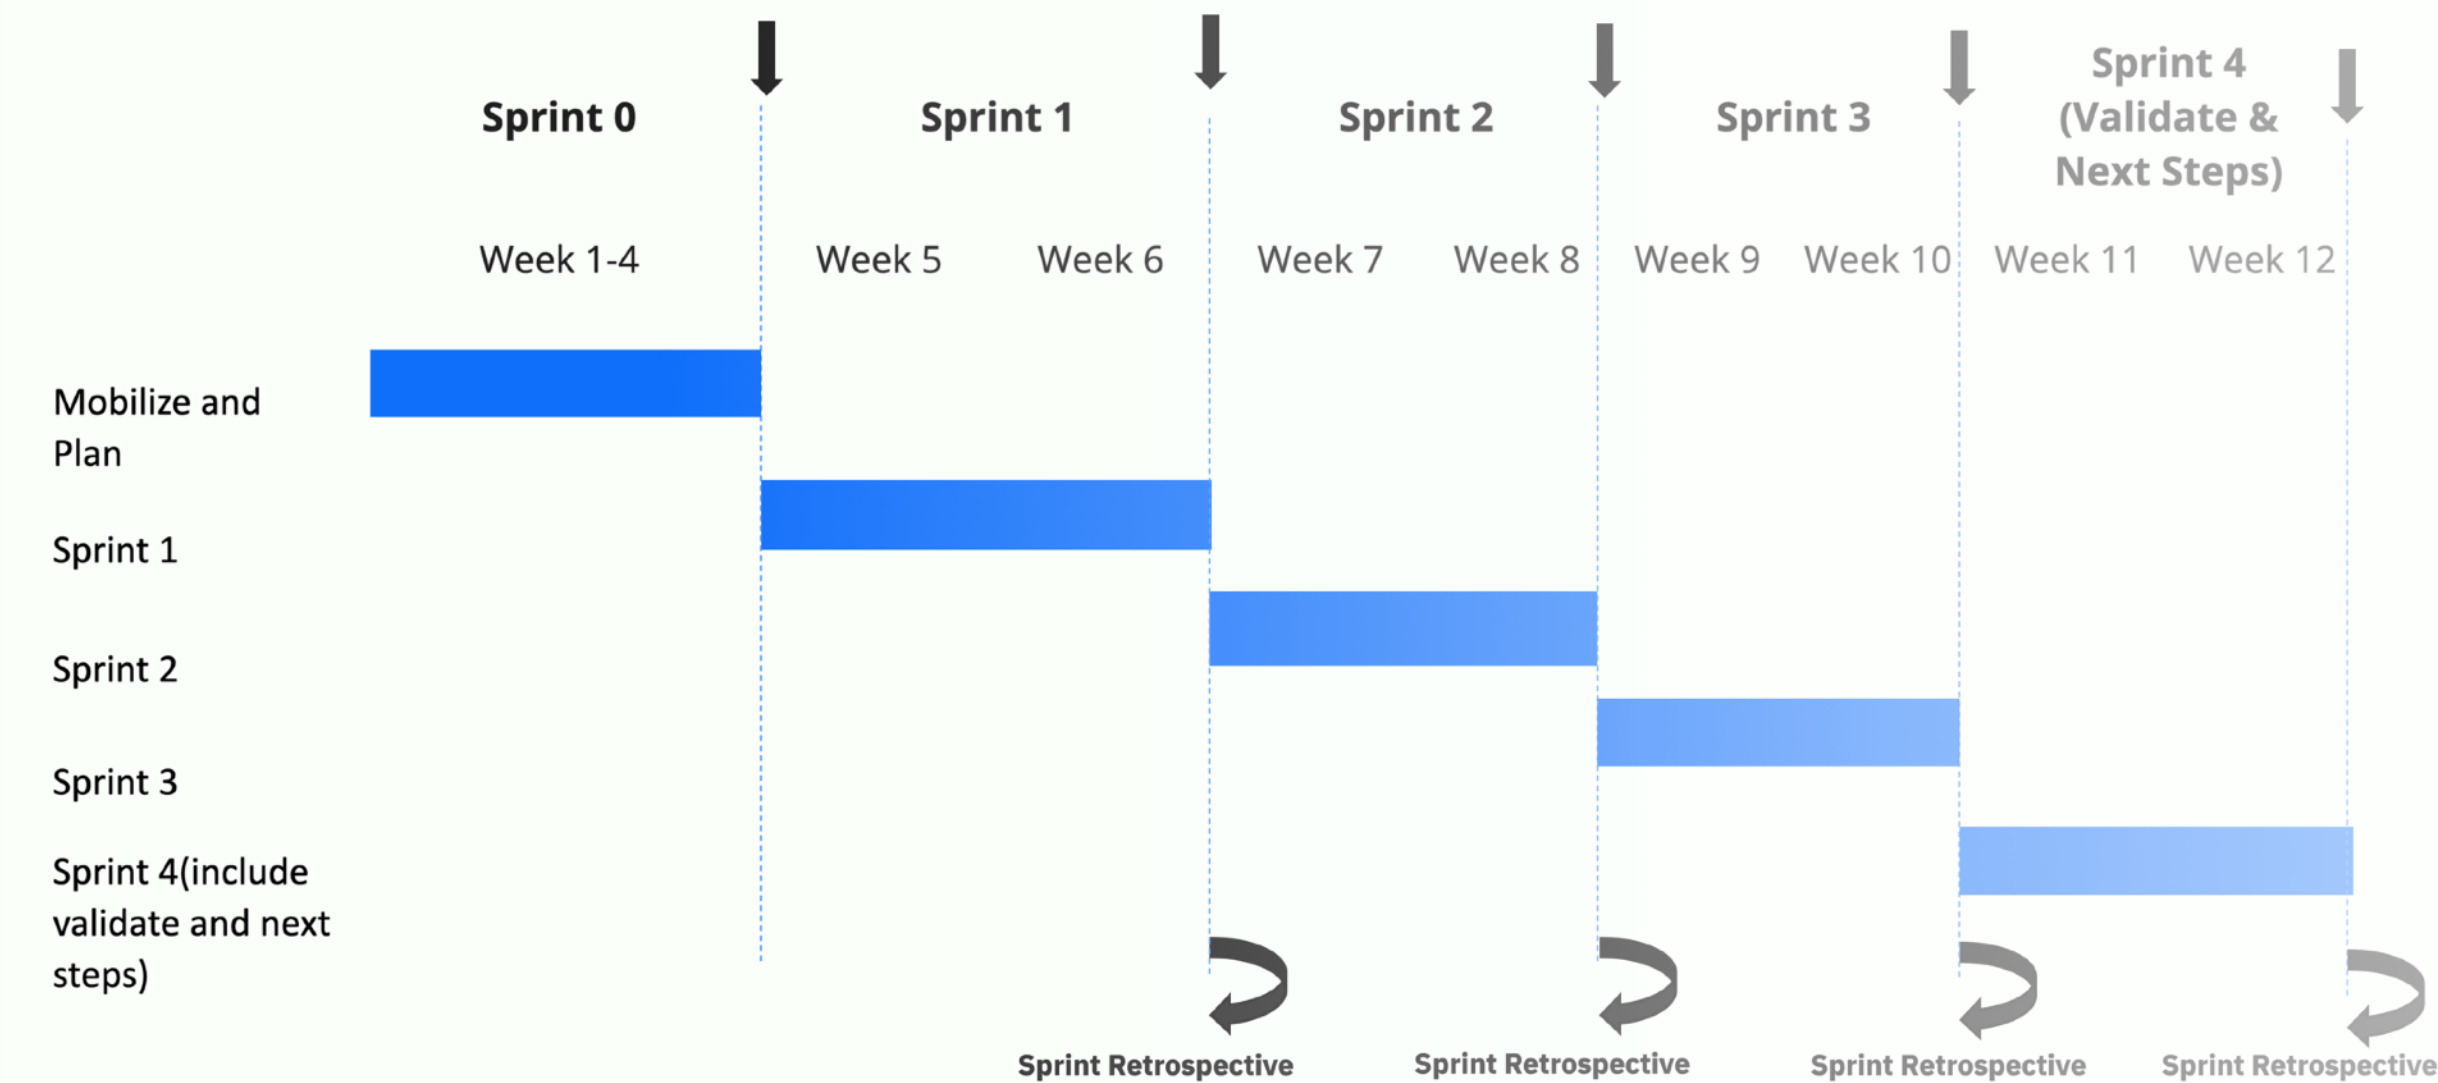 Sprint 0
Sprint 1
Sprint 2
Sprint 3
Sprint 4
(Validate &
Next Steps)
Week 1-4
Week 5
Week 6
Week 7
Week 8
Week 9
Week 10
Week 11
Week 12
Mobilize and
Plan
Sprint 1
Sprint 2
Sprint 3
Sprint 4(include
validate and next
steps)
Sprint Retrospective
Sprint Retrospective
Sprint Retrospective
Sprint Retrospective